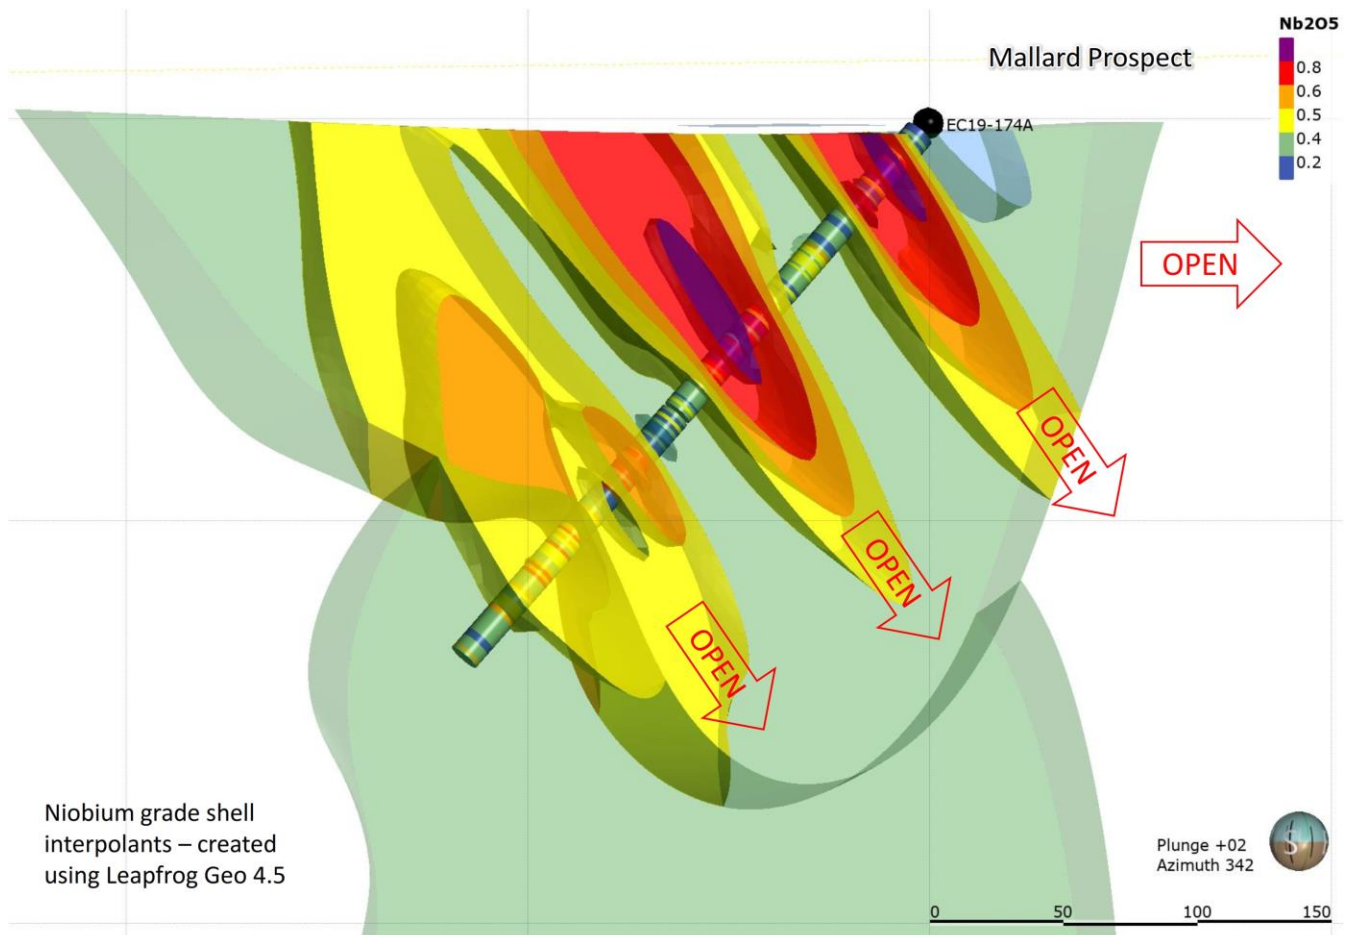 Nb2O5
Mallard Prospect
0.8
0.6
0.5
0.4
0.2
EC19-174A
OPEN
OPEN
OPEN
OPEN
Niobium grade shell
interpolants – created
using Leapfrog Geo 4.5
Plunge +02
Azimuth 342
S
0 50 100 150